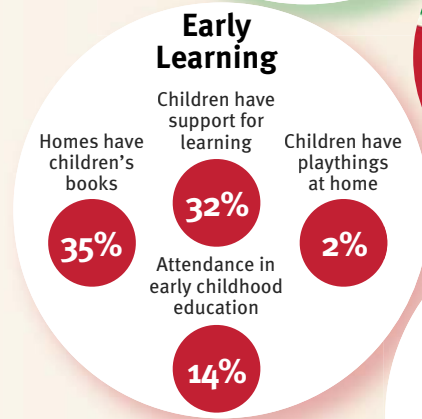 Early
Learning
Children have
support for
learning
32%
Homes have
children's
books
35%
Children have
playthings
at home
2%
Attendance in
early childhood
education
14%